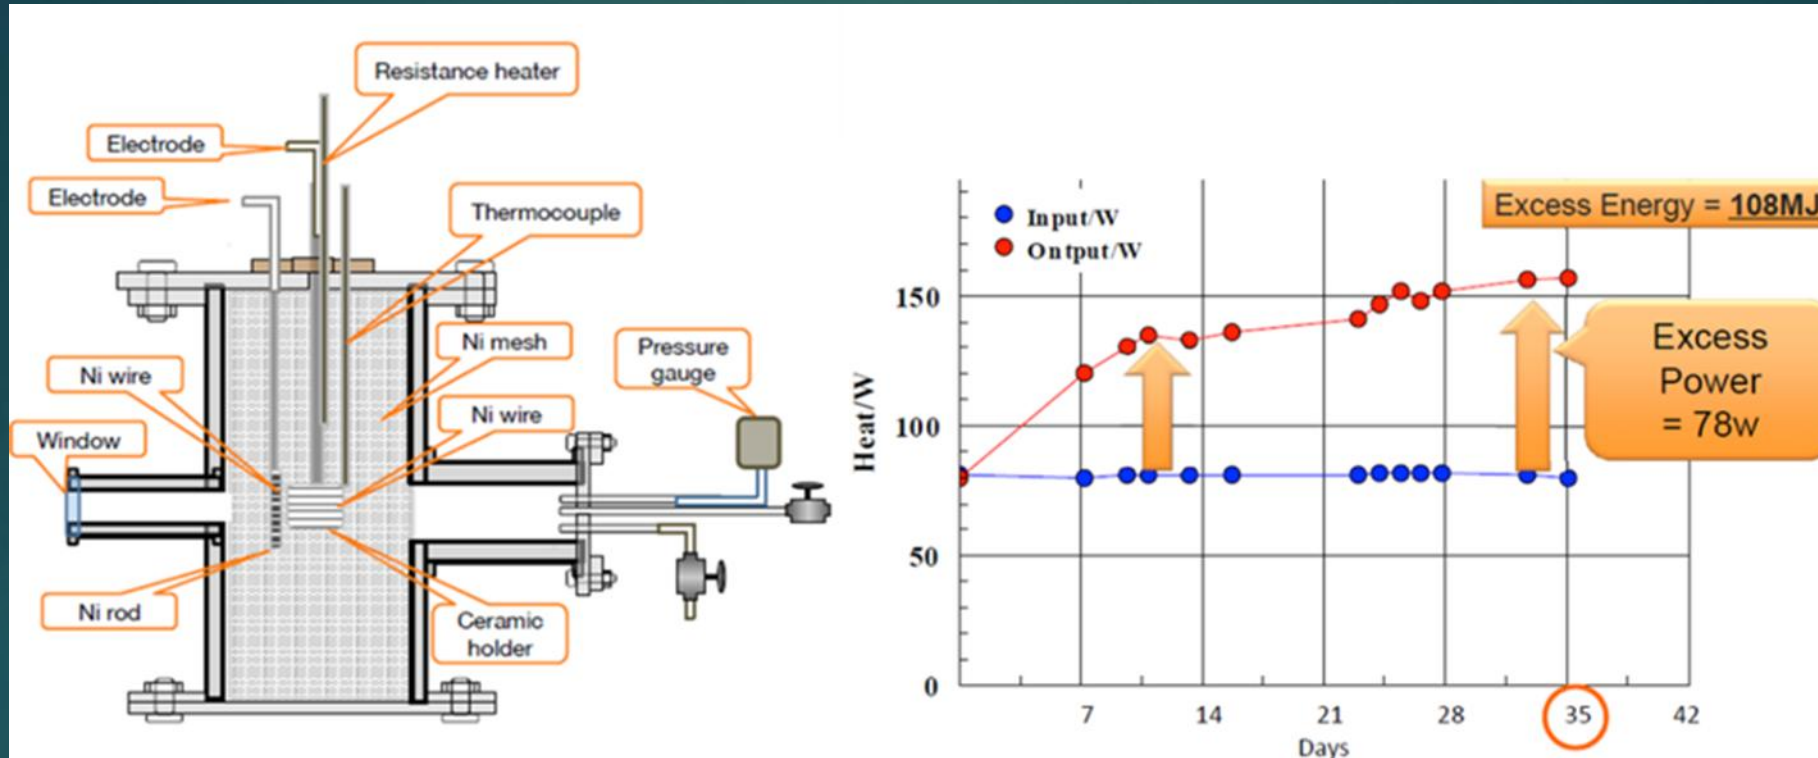 Resistance heater
Electrode
Electrode
Thermocouple
Ni mesh
Ni wire
Ni wire
Window
Pressure
gauge
Ni rod
Ceramic
holder
Input/W
Ontput/W
Excess Energy = 108MJ
150
100
50
0
Heat/W
Excess
Power
= 78w
7 14 21 28 35 42
Days